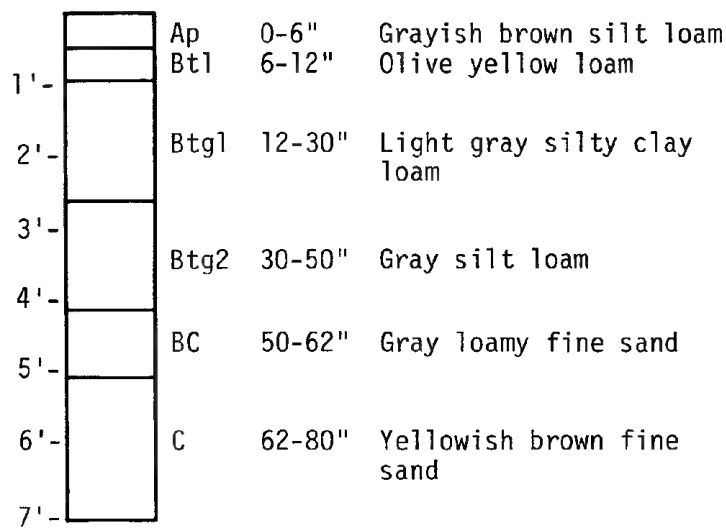 Ap 0-6" Grayish brown silt loam
Bt1 6-12" Olive yellow loam
1'-
Btg1 12-30" Light gray silty clay
2'-
loam
3'-
Btg2 30-50" Gray silt loam
4'-
BC 50-62" Gray loamy fine sand
5'-
6'- C 62-80" Yellowish brown fine
sand
7'-